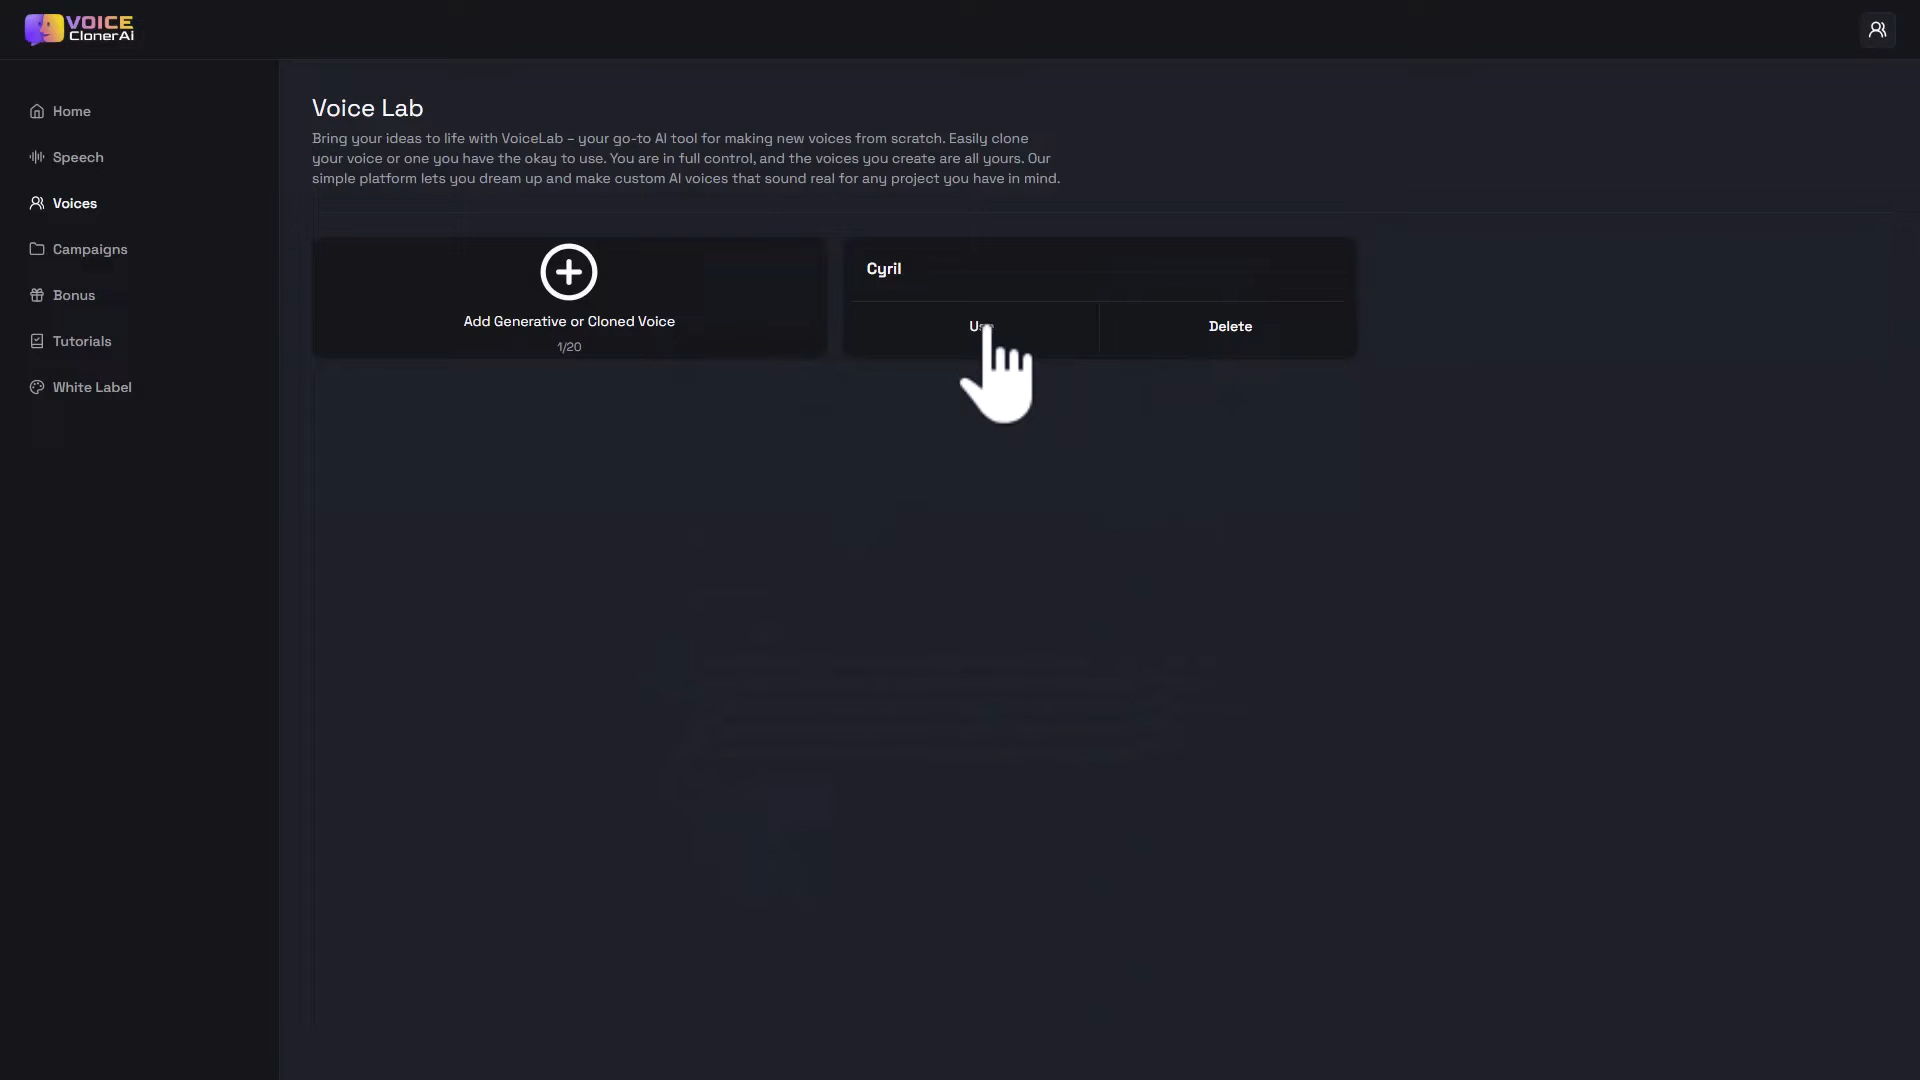 VOICE
ClonerAi
Home
Speech
Voices
Campaigns
Bonus
Tutorials
White Label
Voice Lab
Bring your ideas to life with VoiceLab – your go-to AI tool for making new voices from scratch. Easily clone
your voice or one you have the okay to use. You are in full control, and the voices you create are all yours. Our
simple platform lets you dream up and make custom AI voices that sound real for any project you have in mind.
Add Generative or Cloned Voice
1/20
Cyril
Delete